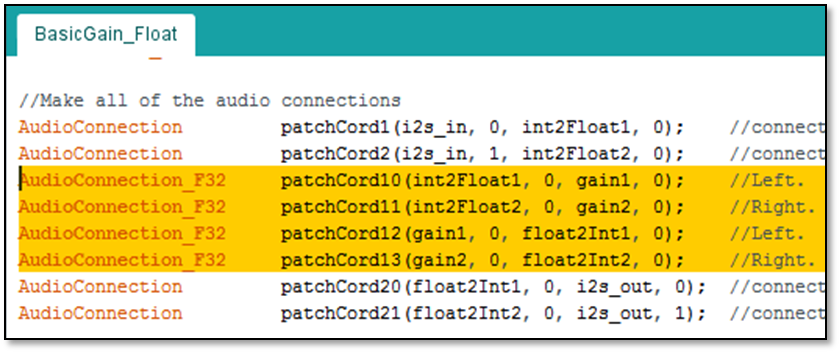 BasicGain_Float
//Make all of the audio connections
AudioConnection patchCord1(i2s_in, 0, int2Float1, 0); //connect
AudioConnection patchCord2(i2s_in, 1, int2Float2, 0); //connect
AudioConnection_F32 patchCord10(int2Float1, 0, gain1, 0); //Left.
AudioConnection_F32 patchCord11(int2Float2, 0, gain2, 0); //Right.
AudioConnection_F32 patchCord12(gain1, 0, float2Int1, 0); //Left.
AudioConnection_F32 patchCord13(gain2, 0, float2Int2, 0); //Right.
AudioConnection patchCord20(float2Int1, 0, i2s_out, 0); //connect
AudioConnection patchCord21(float2Int2, 0, i2s_out, 1); //connect